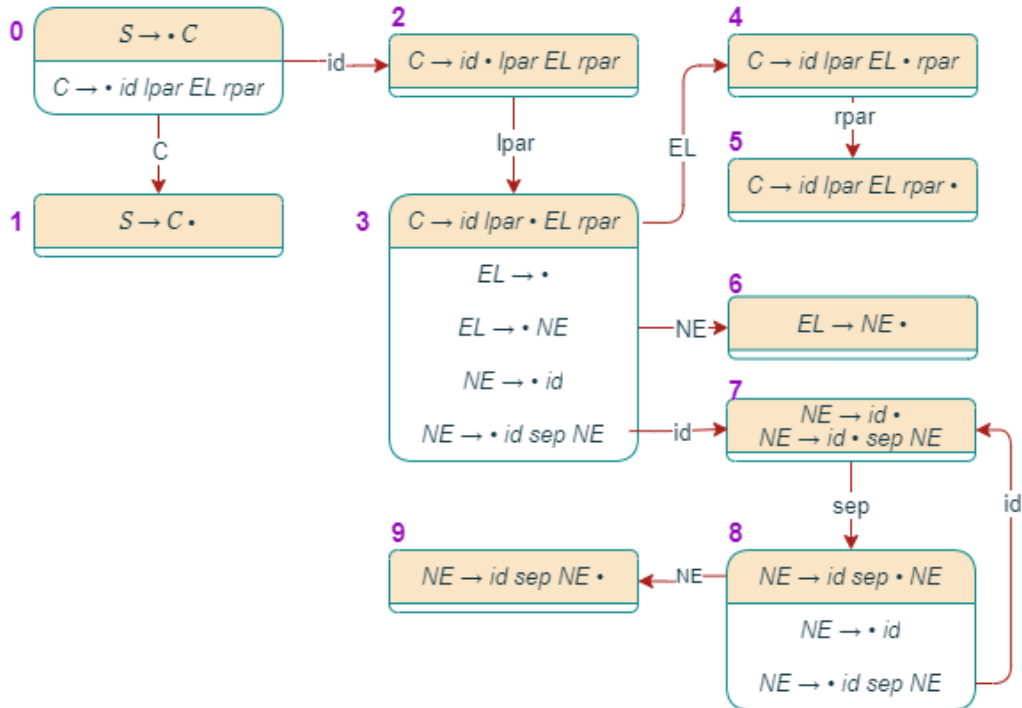 0
S → • C
C → • id lpar EL rpar
id
C
1
S → C •
2
C → id • lpar EL rpar
lpar
3
C → id lpar • EL rpar
EL → •
EL → • NE
NE → • id
NE → • id sep NE
EL
4
C → id lpar EL • rpar
rpar
5
C → id lpar EL rpar •
NE
6
EL → NE •
id
7
NE → id •
NE → id • sep NE
sep
id
8
NE → id sep • NE
NE → • id
NE → • id sep NE
NE
9
NE → id sep NE •